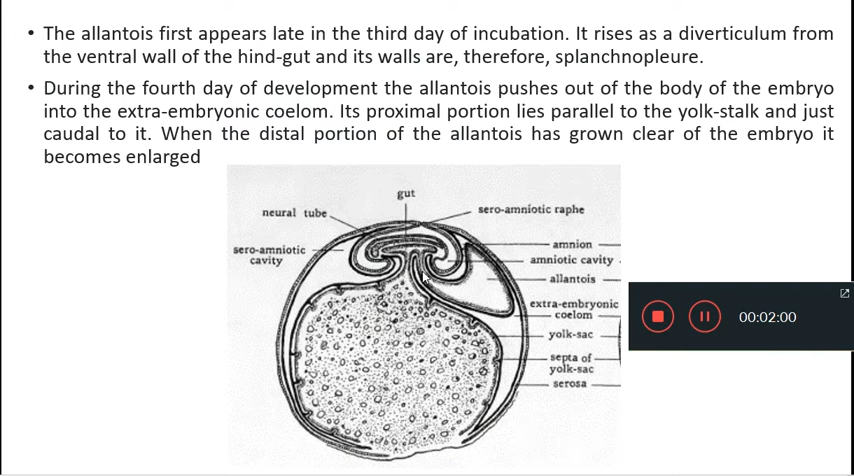 • The allantois first appears late in the third day of incubation. It rises as a diverticulum from
the ventral wall of the hind-gut and its walls are, therefore, splanchnopleure.
• During the fourth day of development the allantois pushes out of the body of the embryo
into the extra-embryonic coelom. Its proximal portion lies parallel to the yolk-stalk and just
caudal to it. When the distal portion of the allantois has grown clear of the embryo it
becomes enlarged
gut
neural tube
sero-amniotic raphe
sero-amniotic
cavity
amnion
amniotic cavity
allantois
extra-embryonic
coelom
yolk-sac
septa of
yolk-sac
serosa
00:02:00